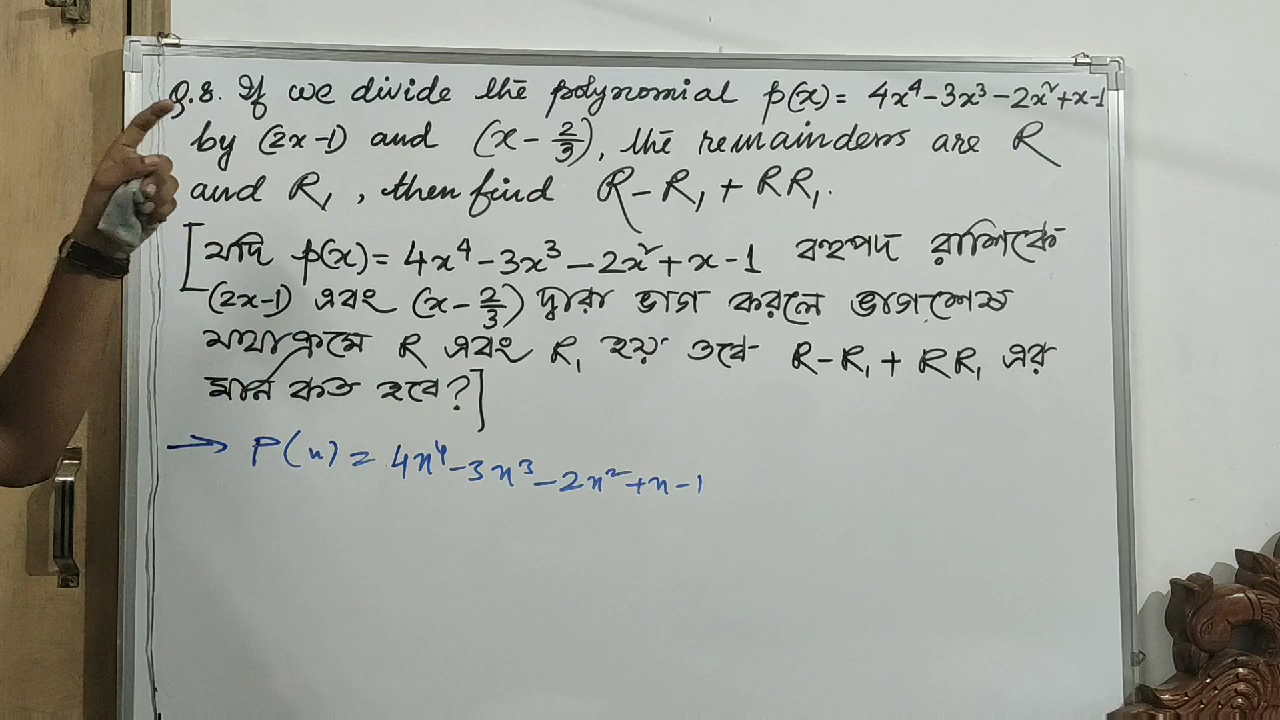 Q.8. If we divide the polynomial p(x) = 4x⁴-3x³-2x²+x-1
by (2x-1) and (x - 2/3), the remainders are R
and R₁, then find R-R₁ + RR₁.
[যদি p(x) = 4x⁴-3x³-2x²+x-1 বহুপদ রাশিকে
(2x-1) এবং (x - 2/3) দ্বারা ভাগ করলে ভাগশেষ
যথাক্রমে R এবং R₁ হয় তবে R-R₁ + RR₁ এর
মান কত হবে?]
→ P(x) = 4x⁴-3x³-2x²+x-1